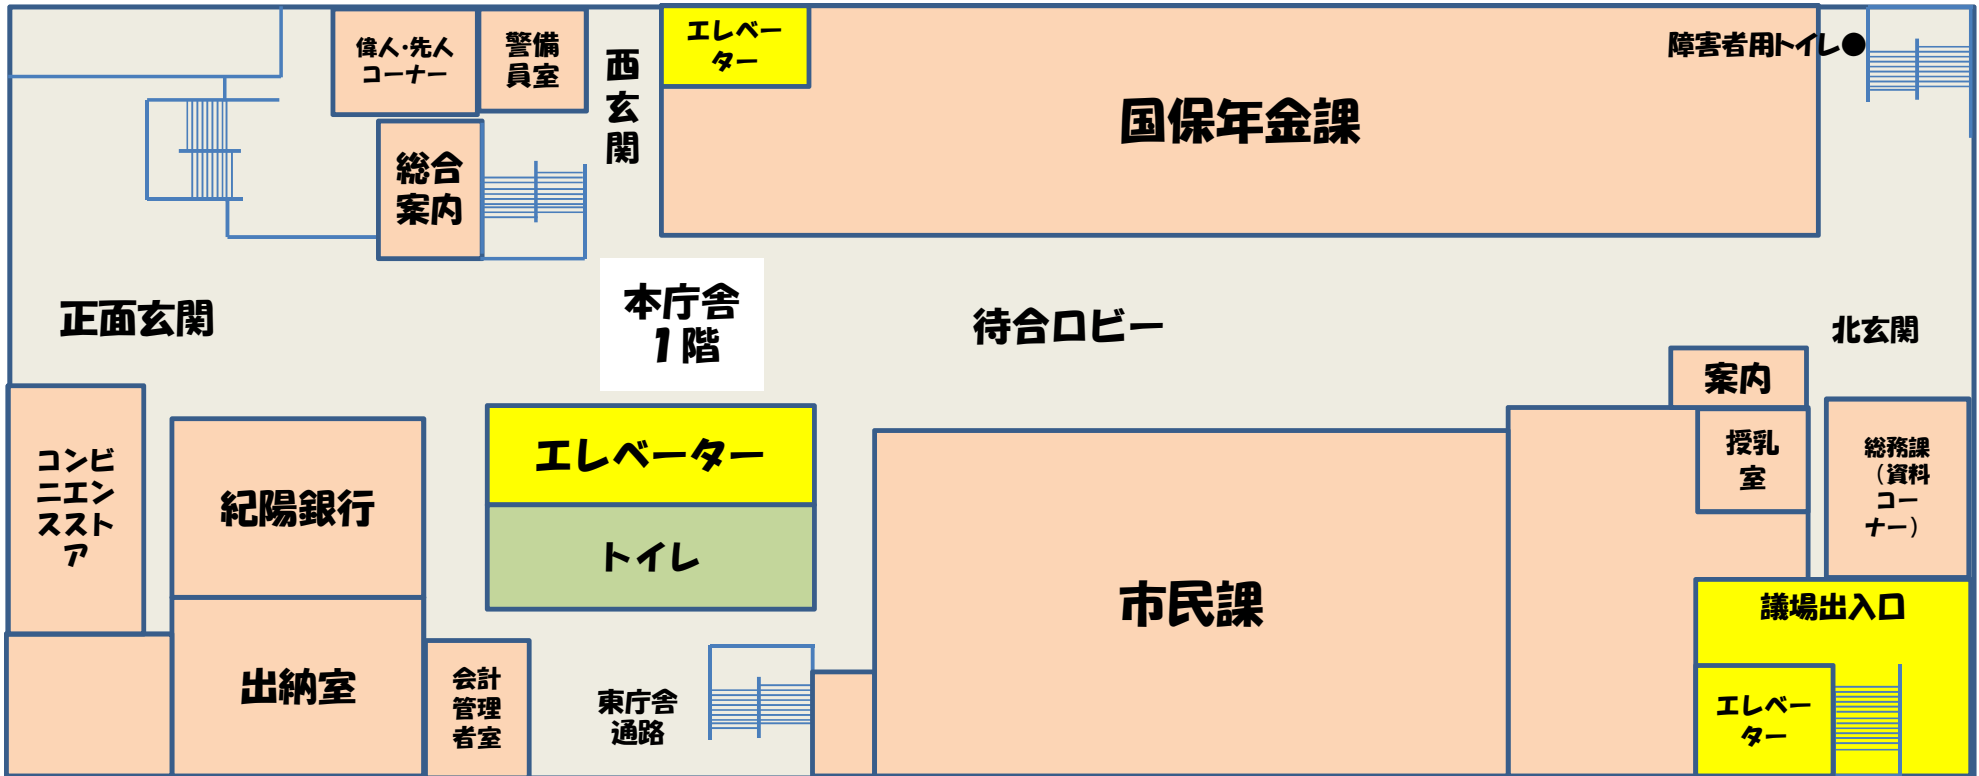 偉人・先人
コーナー
警備
員室
西
玄
関
エレベー
ター
国保年金課
障害者用トイレ●
総合
案内
正面玄関
本庁舎
1階
待合ロビー
北玄関
案内
コンビ
ニエン
ススト
ア
紀陽銀行
エレベーター
トイレ
市民課
授乳
室
総務課
（資料
コー
ナー）
議場出入口
出納室
会計
管理
者室
東庁舎
通路
エレベー
ター